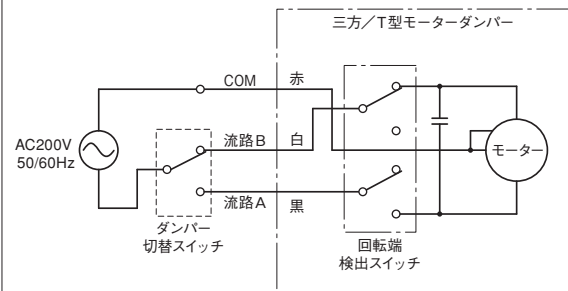 三方／T型モーターダンパー
COM
赤
AC200V
50/60Hz
流路B
白
モーター
流路A
黒
ダンパー
切替スイッチ
回転端
検出スイッチ